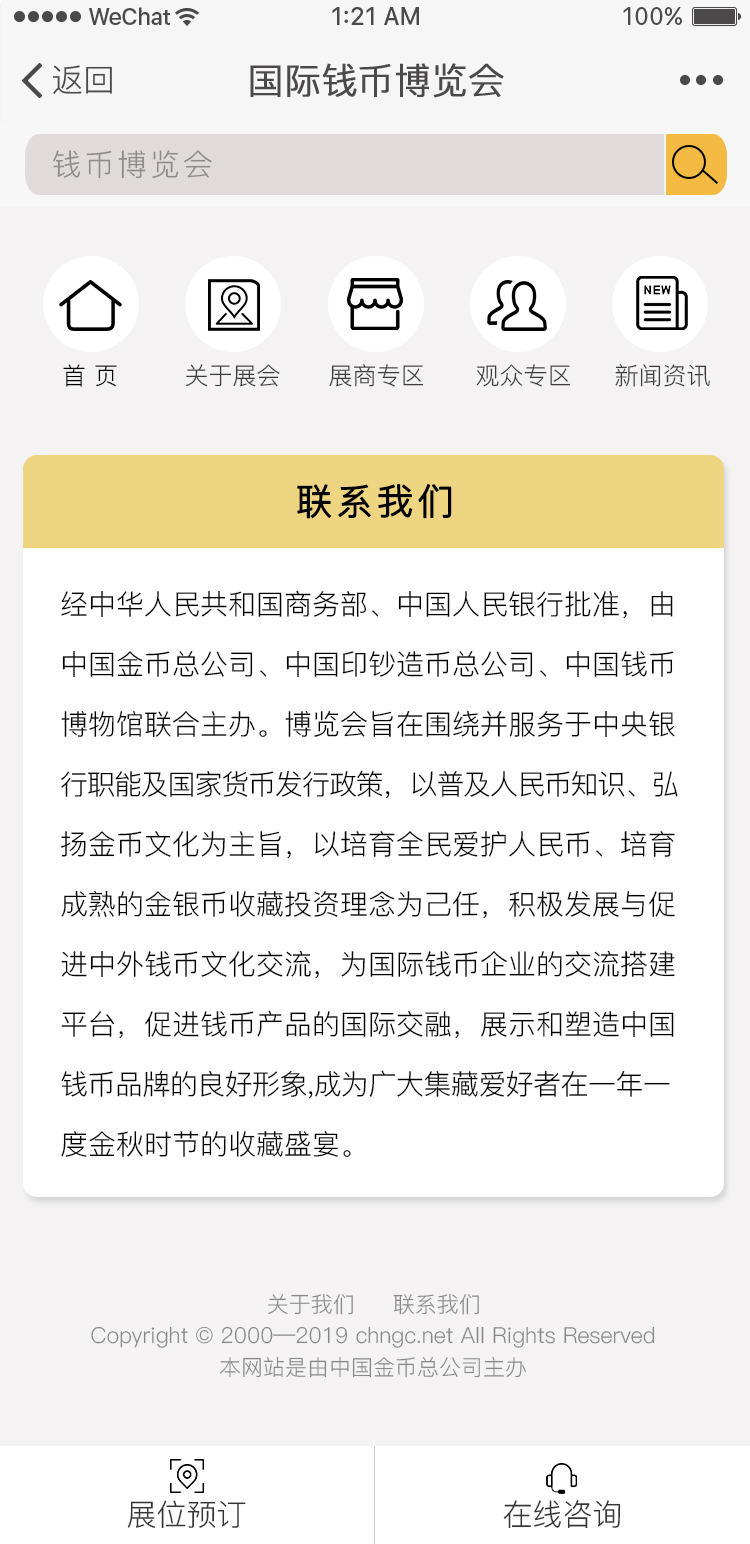 WeChat 1:21 AM 100%
返回 国际钱币博览会
钱币博览会
NEW
首 页 关于展会 展商专区 观众专区 新闻资讯
联系我们
经中华人民共和国商务部、中国人民银行批准，由
中国金币总公司、中国印钞造币总公司、中国钱币
博物馆联合主办。博览会旨在围绕并服务于中央银
行职能及国家货币发行政策，以普及人民币知识、弘
扬金币文化为主旨，以培育全民爱护人民币、培育
成熟的金银币收藏投资理念为己任，积极发展与促
进中外钱币文化交流，为国际钱币企业的交流搭建
平台，促进钱币产品的国际交融，展示和塑造中国
钱币品牌的良好形象,成为广大集藏爱好者在一年一
度金秋时节的收藏盛宴。
关于我们 联系我们
Copyright © 2000—2019 chngc.net All Rights Reserved
本网站是由中国金币总公司主办
展位预订 在线咨询